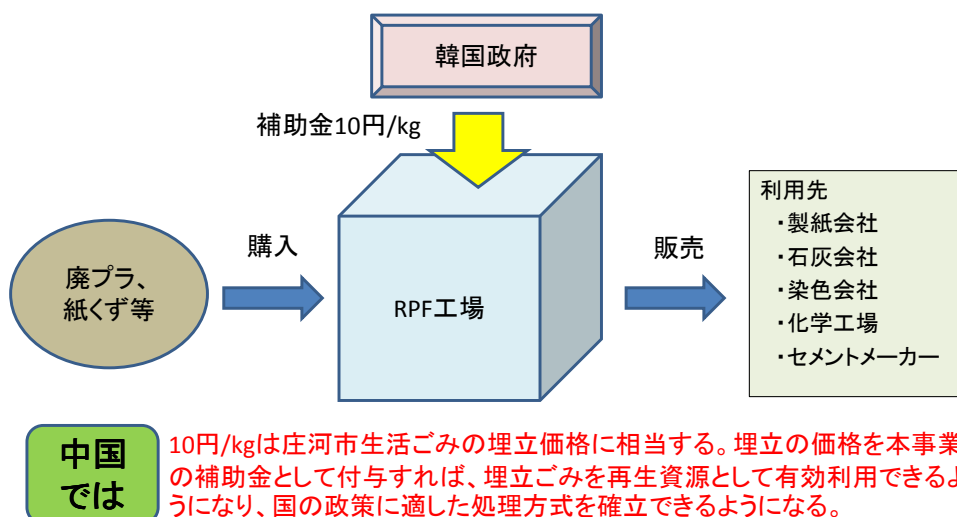 韓国政府
補助金10円/kg
購入
廃プラ、
紙くず等
RPF工場
販売
利用先
・製紙会社
・石灰会社
・染色会社
・化学工場
・セメントメーカー
中国
では
10円/kgは庄河市生活ごみの埋立価格に相当する。埋立の価格を本事業
の補助金として付与すれば、埋立ごみを再生資源として有効利用できるよ
うになり、国の政策に適した処理方式を確立できるようになる。